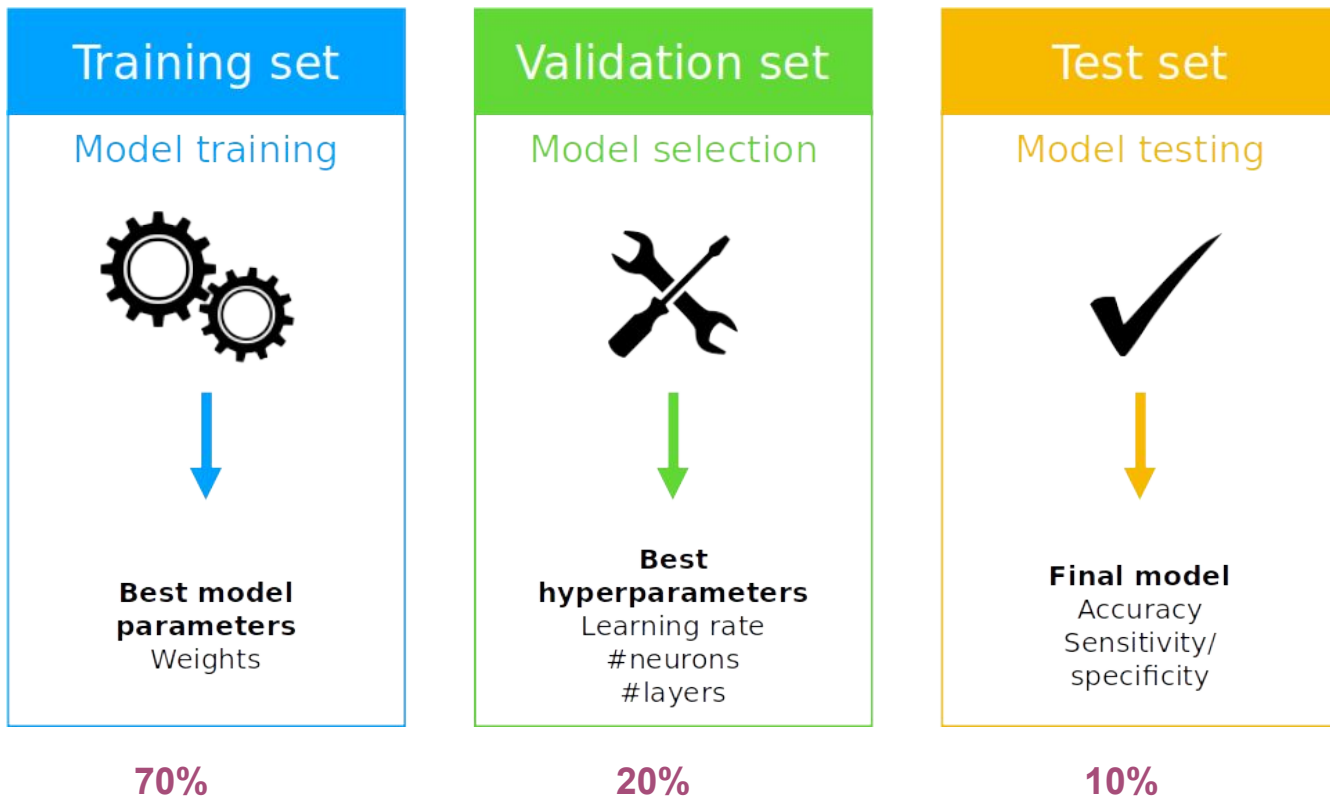 Training set
Model training
Best model
parameters
Weights
70%
Validation set
Model selection
Best
hyperparameters
Learning rate
#neurons
#layers
20%
Test set
Model testing
Final model
Accuracy
Sensitivity/
specificity
10%